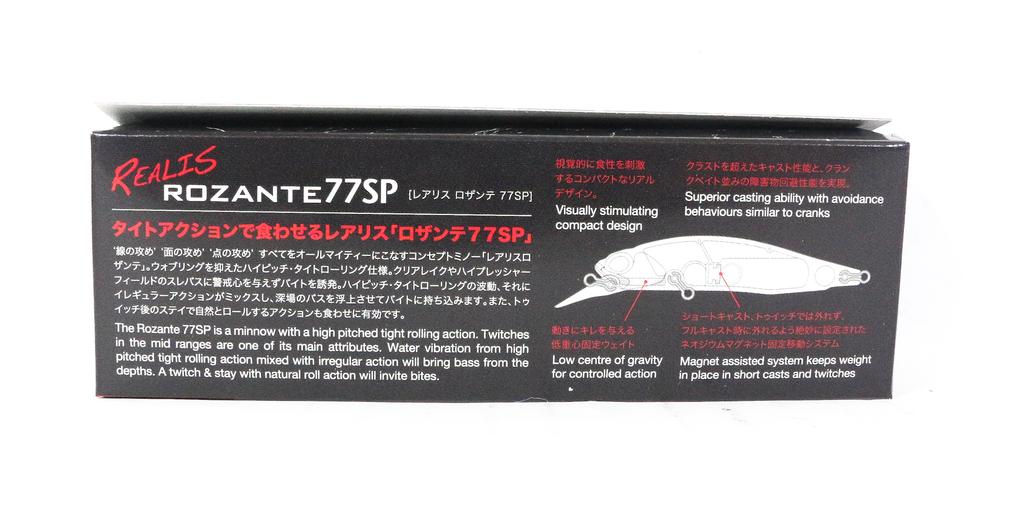 REALIS
ROZANTE 77SP [レアリス ロザンテ 77SP]
タイトアクションで食わせるレアリス「ロザンテ77SP」
'線の攻め' '面の攻め' '点の攻め' すべてをオールマイティーにこなすコンセプトミノー「レアリスロ
ザンテ」。ウォブリングを抑えたハイピッチ・タイトローリング仕様。クリアレイクやハイプレッシャー
フィールドのスレバスに警戒心を与えずバイトを誘発。ハイピッチ・タイトローリングの波動、それに
イレギュラーアクションがミックスし、深場のバスを浮上させてバイトに持ち込みます。また、トゥ
イッチ後のステイで自然とロールするアクションも食わせに有効です。
The Rozante 77SP is a minnow with a high pitched tight rolling action. Twitches
in the mid ranges are one of its main attributes. Water vibration from high
pitched tight rolling action mixed with irregular action will bring bass from the
depths. A twitch & stay with natural roll action will invite bites.
視覚的に食性を刺激
するコンパクトなリアル
デザイン。
Visually stimulating
compact design
クラストを超えたキャスト性能と、クラン
クベイト並みの障害物回避性能を実現。
Superior casting ability with avoidance
behaviours similar to cranks
動きにキレを与える
低重心固定ウェイト
Low centre of gravity
for controlled action
ショートキャスト、トゥイッチでは外れず、
フルキャスト時に外れるよう絶妙に設定された
ネオジウムマグネット固定移動システム
Magnet assisted system keeps weight
in place in short casts and twitches